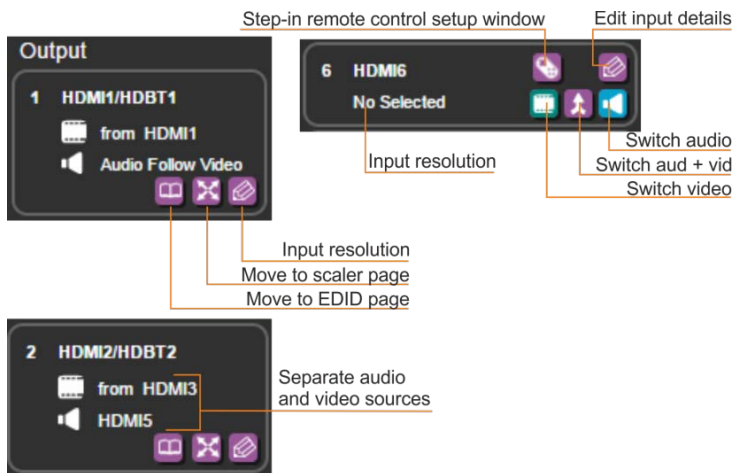 Step-in remote control setup window
Edit input details
Output
1 HDMI1/HDBT1
from HDMI1
Audio Follow Video
6 HDMI6
No Selected
Switch audio
Input resolution
Switch aud + vid
Switch video
Input resolution
Move to scaler page
Move to EDID page
2 HDMI2/HDBT2
from HDMI3
HDMI5
Separate audio
and video sources